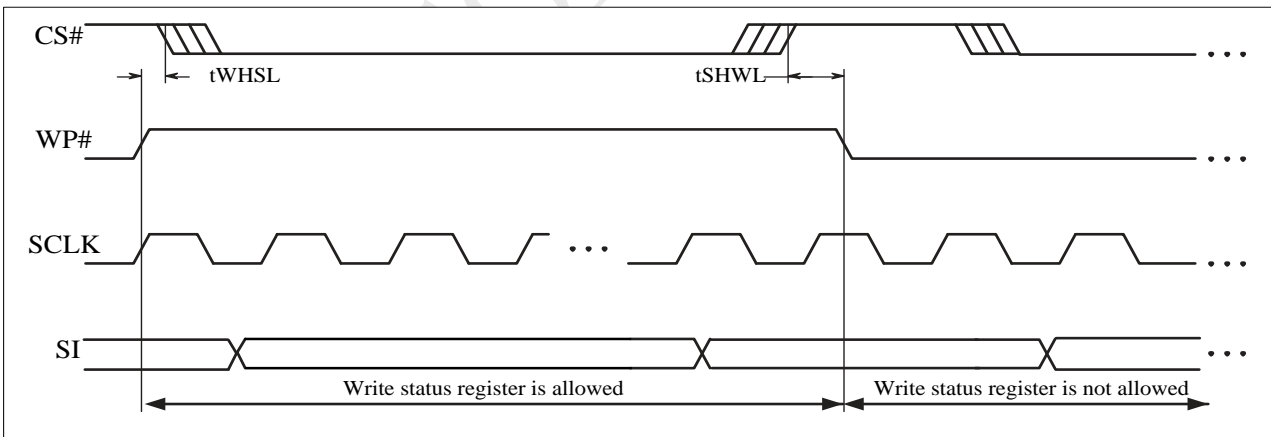 CS#
tWHSL
tSHWL
WP#
SCLK
SI
Write status register is allowed
Write status register is not allowed